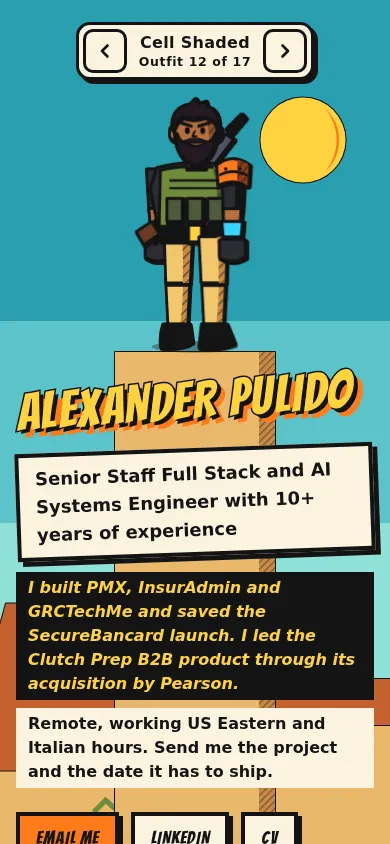 Cell Shaded
Outfit 12 of 17
ALEXANDER PULIDO
Senior Staff Full Stack and AI
Systems Engineer with 10+
years of experience
I built PMX, InsurAdmin and
GRCTechMe and saved the
SecureBancard launch. I led the
Clutch Prep B2B product through its
acquisition by Pearson.
Remote, working US Eastern and
Italian hours. Send me the project
and the date it has to ship.
EMAIL ME
LINKEDIN
CV